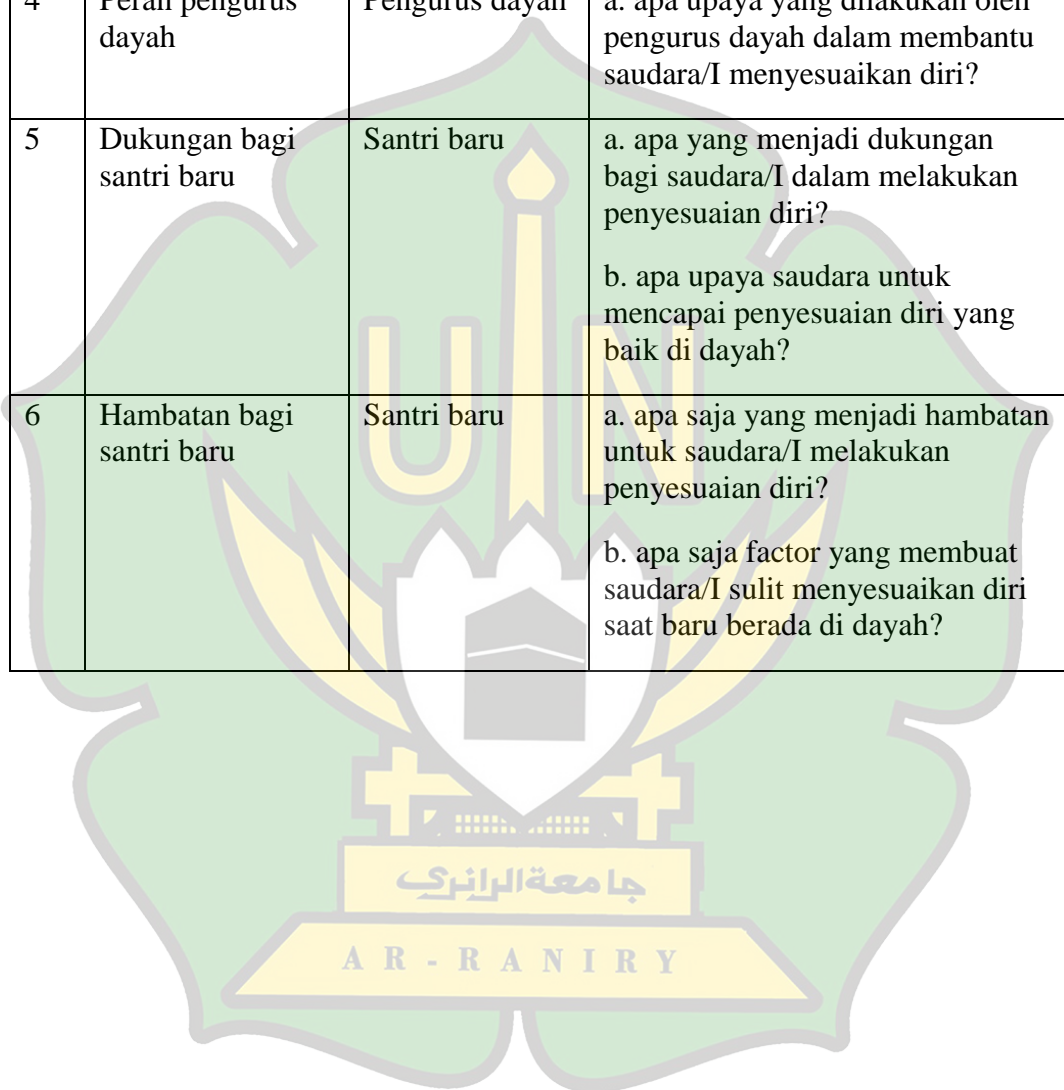 4 Peran pengurus Pengurus dayah a. apa upaya yang dilakukan oleh
dayah pengurus dayah dalam membantu
saudara/I menyesuaikan diri?
5 Dukungan bagi Santri baru a. apa yang menjadi dukungan
santri baru bagi saudara/I dalam melakukan
penyesuaian diri?
b. apa upaya saudara untuk
mencapai penyesuaian diri yang
baik di dayah?
6 Hambatan bagi Santri baru a. apa saja yang menjadi hambatan
santri baru untuk saudara/I melakukan
penyesuaian diri?
b. apa saja factor yang membuat
saudara/I sulit menyesuaikan diri
saat baru berada di dayah?
UIN
جامعة الرانري
AR-RANIRY